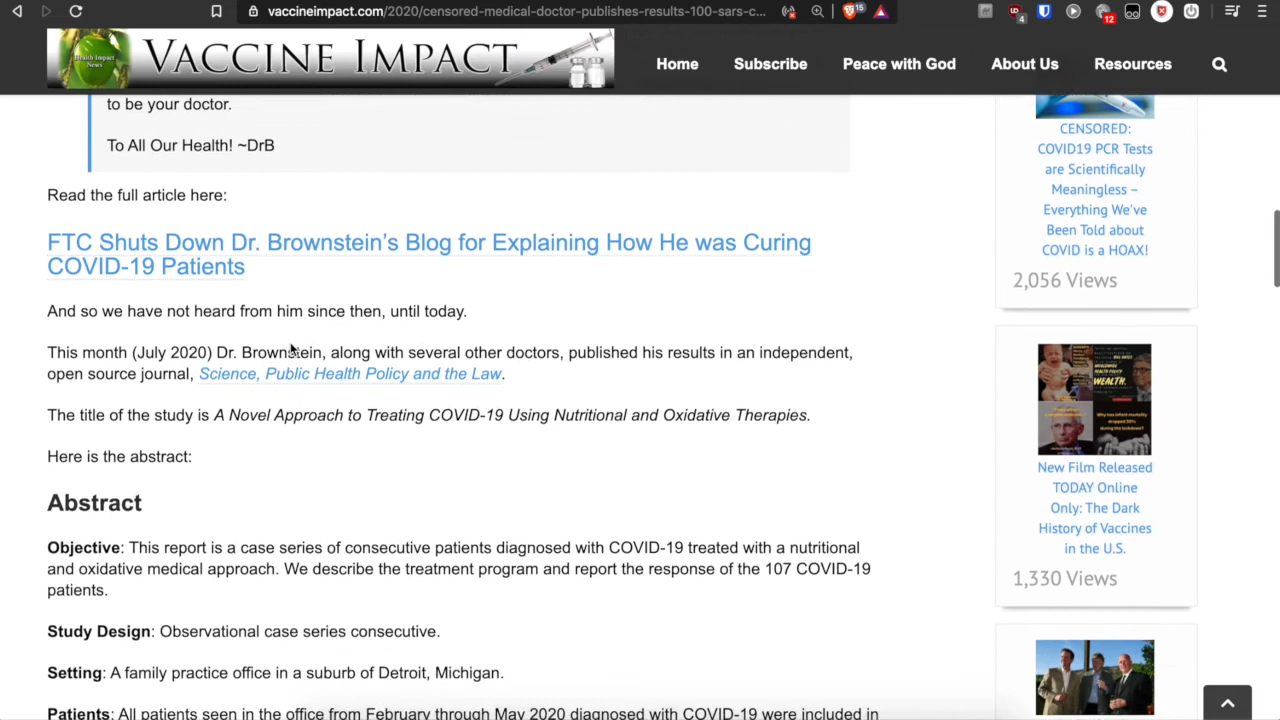 vaccineimpact.com/2020/censored-medical-doctor-publishes-results-100-sars-c...
15
4
12
Health Impact
News
VACCINE IMPACT
Home
Subscribe
Peace with God
About Us
Resources
to be your doctor.
To All Our Health! ~DrB
Read the full article here:
FTC Shuts Down Dr. Brownstein’s Blog for Explaining How He was Curing
COVID-19 Patients
And so we have not heard from him since then, until today.
This month (July 2020) Dr. Brownstein, along with several other doctors, published his results in an independent,
open source journal, Science, Public Health Policy and the Law.
The title of the study is A Novel Approach to Treating COVID-19 Using Nutritional and Oxidative Therapies.
Here is the abstract:
Abstract
Objective: This report is a case series of consecutive patients diagnosed with COVID-19 treated with a nutritional
and oxidative medical approach. We describe the treatment program and report the response of the 107 COVID-19
patients.
Study Design: Observational case series consecutive.
Setting: A family practice office in a suburb of Detroit, Michigan.
Patients: All patients seen in the office from February through May 2020 diagnosed with COVID-19 were included in
CENSORED:
COVID19 PCR Tests
are Scientifically
Meaningless –
Everything We've
Been Told about
COVID is a HOAX!
2,056 Views
WEALTH.
New Film Released
TODAY Online
Only: The Dark
History of Vaccines
in the U.S.
1,330 Views